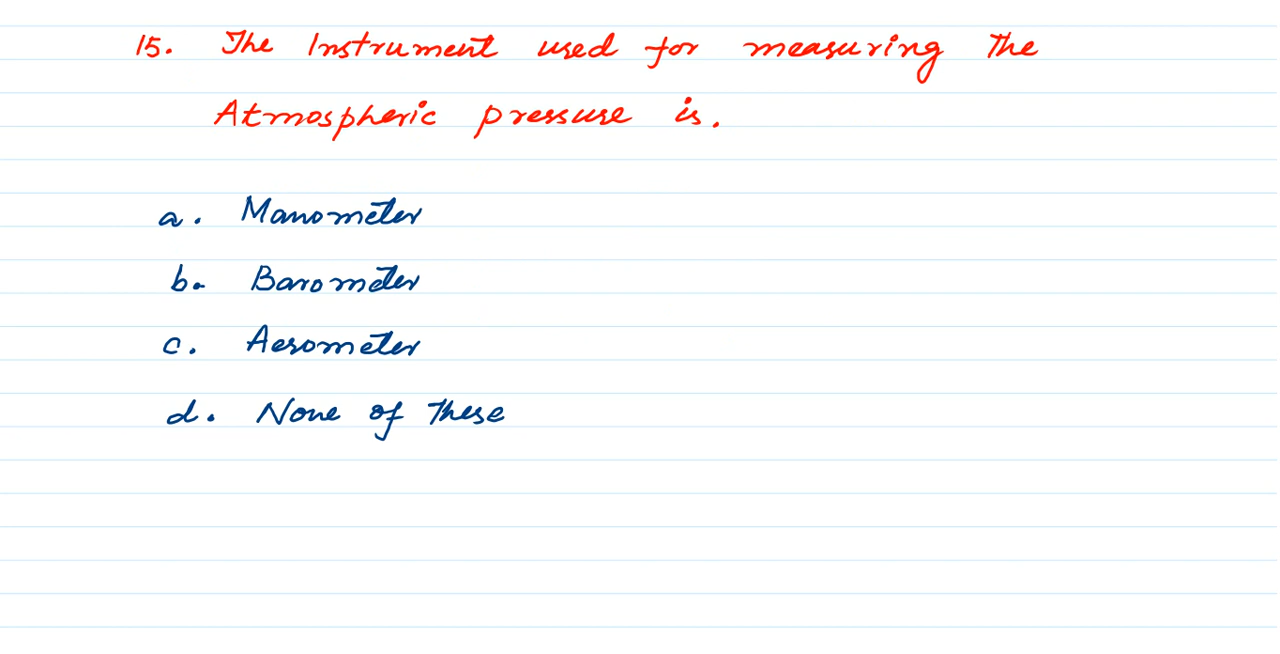 15. The Instrument used for measuring The
Atmospheric pressure is.
a. Manometer
b. Barometer
c. Aerometer
d. None of These